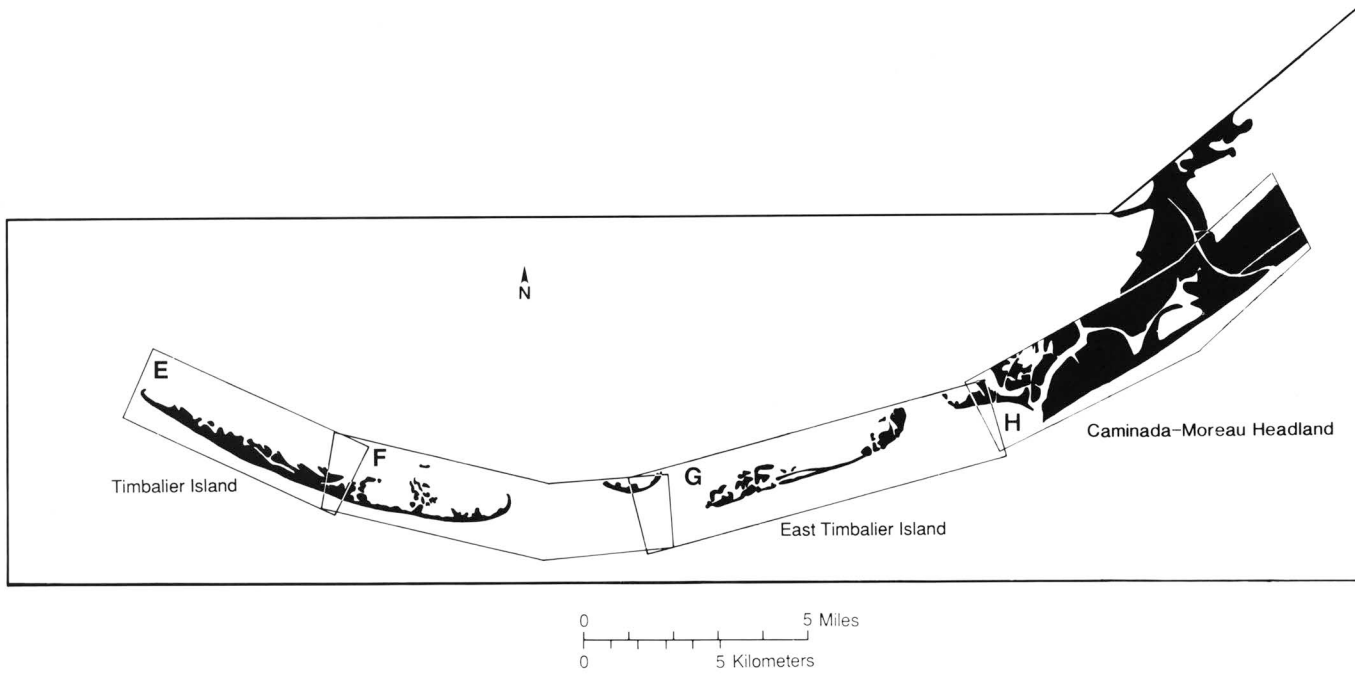 N
E
F
G
H
Timbalier Island
East Timbalier Island
Caminada-Moreau Headland
0 5 Miles
0 5 Kilometers